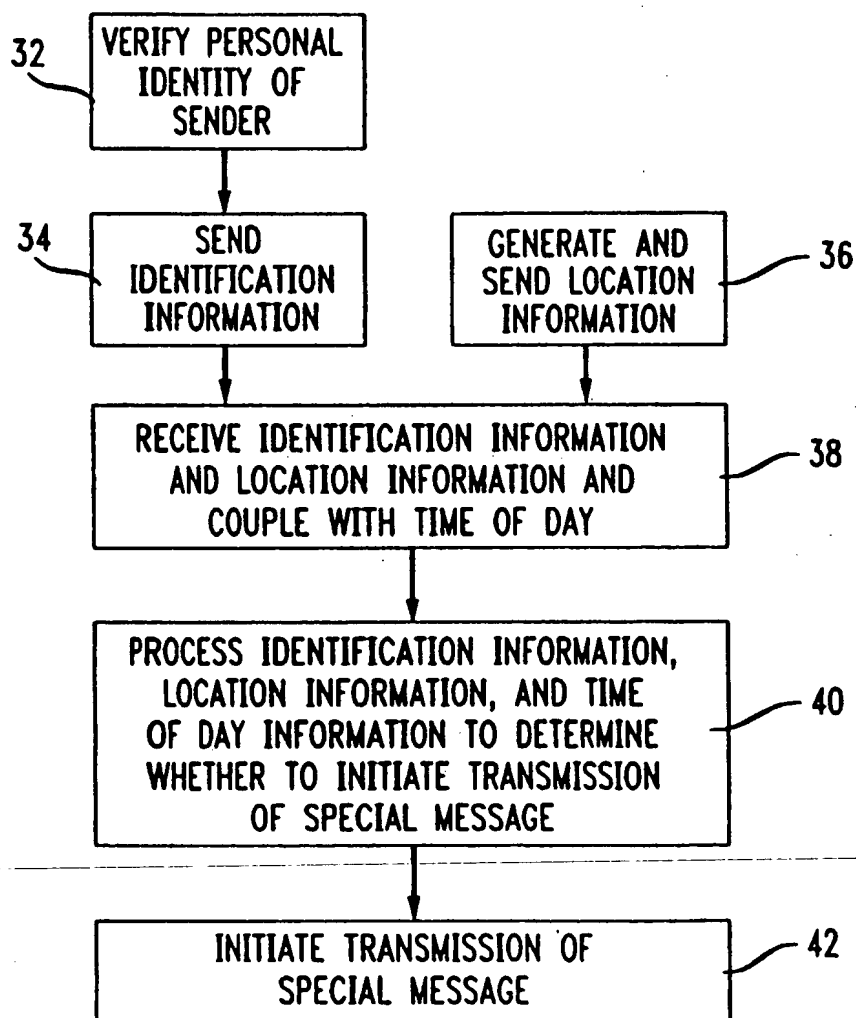 32
VERIFY PERSONAL
IDENTITY OF
SENDER
34
SEND
IDENTIFICATION
INFORMATION
GENERATE AND
SEND LOCATION
INFORMATION
36
RECEIVE IDENTIFICATION INFORMATION
AND LOCATION INFORMATION AND
COUPLE WITH TIME OF DAY
38
PROCESS IDENTIFICATION INFORMATION,
LOCATION INFORMATION, AND TIME
OF DAY INFORMATION TO DETERMINE
WHETHER TO INITIATE TRANSMISSION
OF SPECIAL MESSAGE
40
INITIATE TRANSMISSION OF
SPECIAL MESSAGE
42